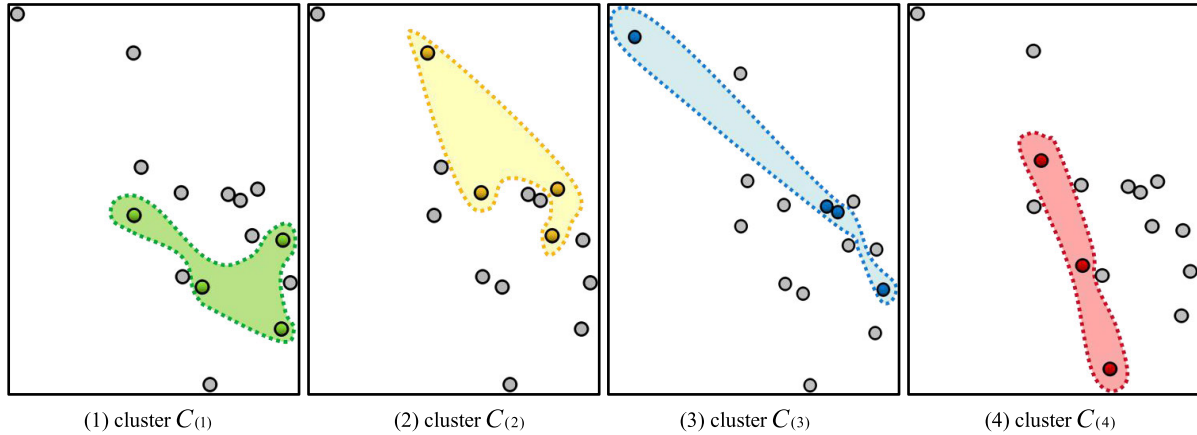 (1) cluster C(1)
(2) cluster C(2)
(3) cluster C(3)
(4) cluster C(4)